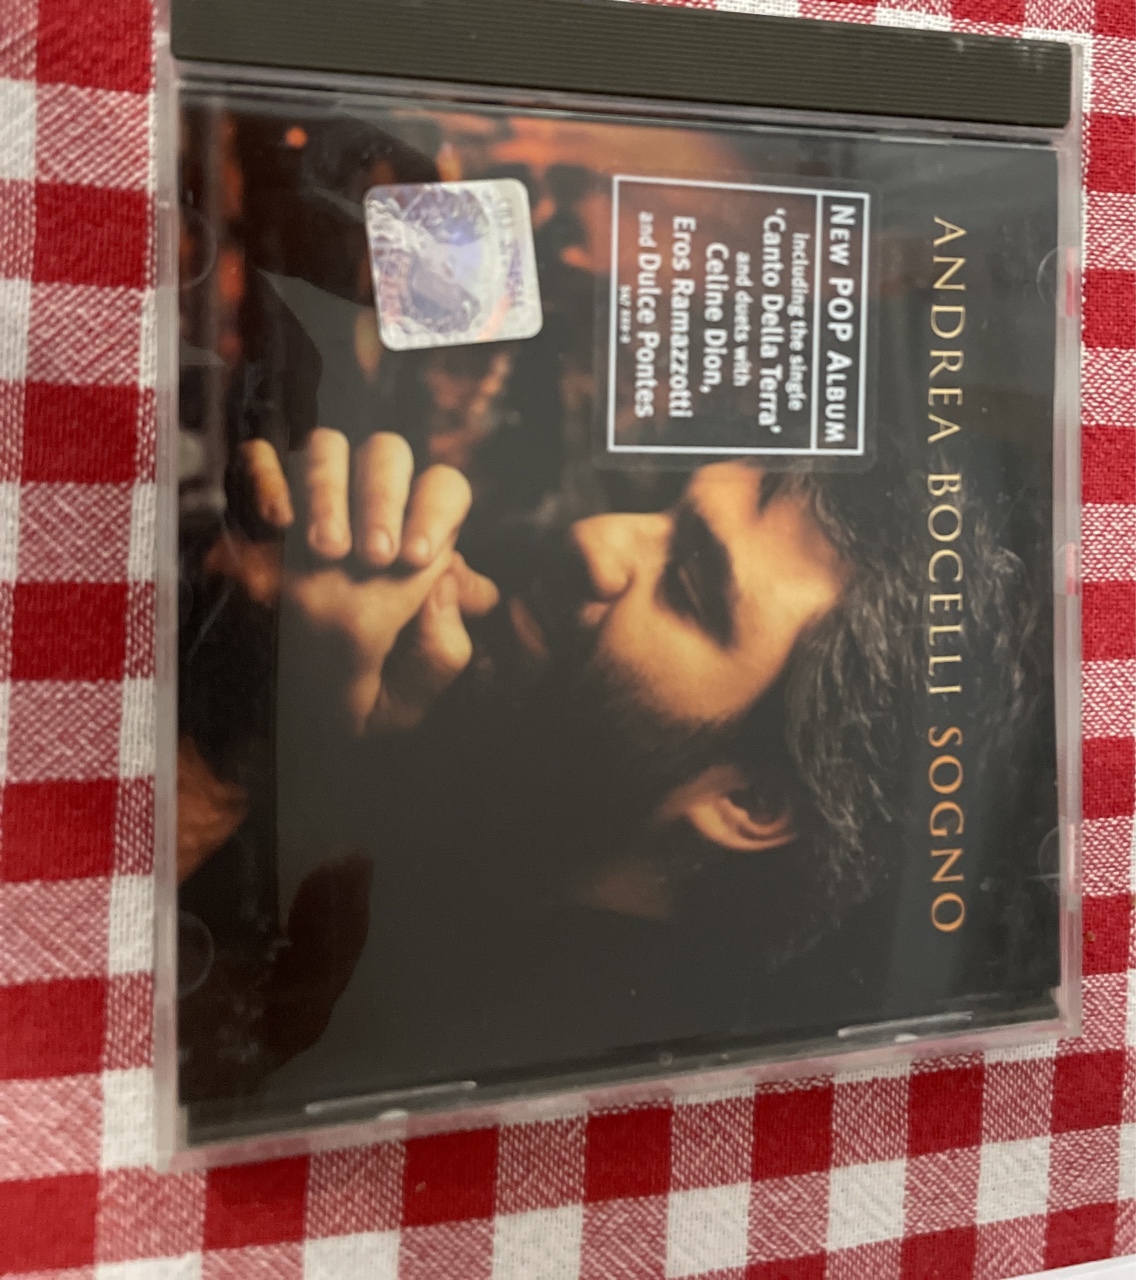 ANDREA BOCELLI SOGNO
NEW POP ALBUM
including the single
'Canto Della Terra'
and duets with
Celine Dion,
Eros Ramazzotti
and Dulce Pontes